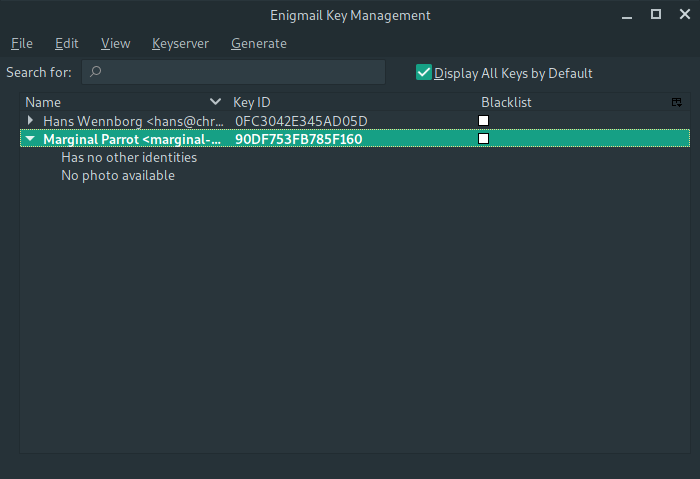 Enigmail Key Management
File Edit View Keyserver Generate
Search for: Display All Keys by Default
Name Key ID Blacklist
Hans Wennborg <hans@chr... 0FC3042E345AD05D
Marginal Parrot <marginal-... 90DF753FB785F160
Has no other identities
No photo available